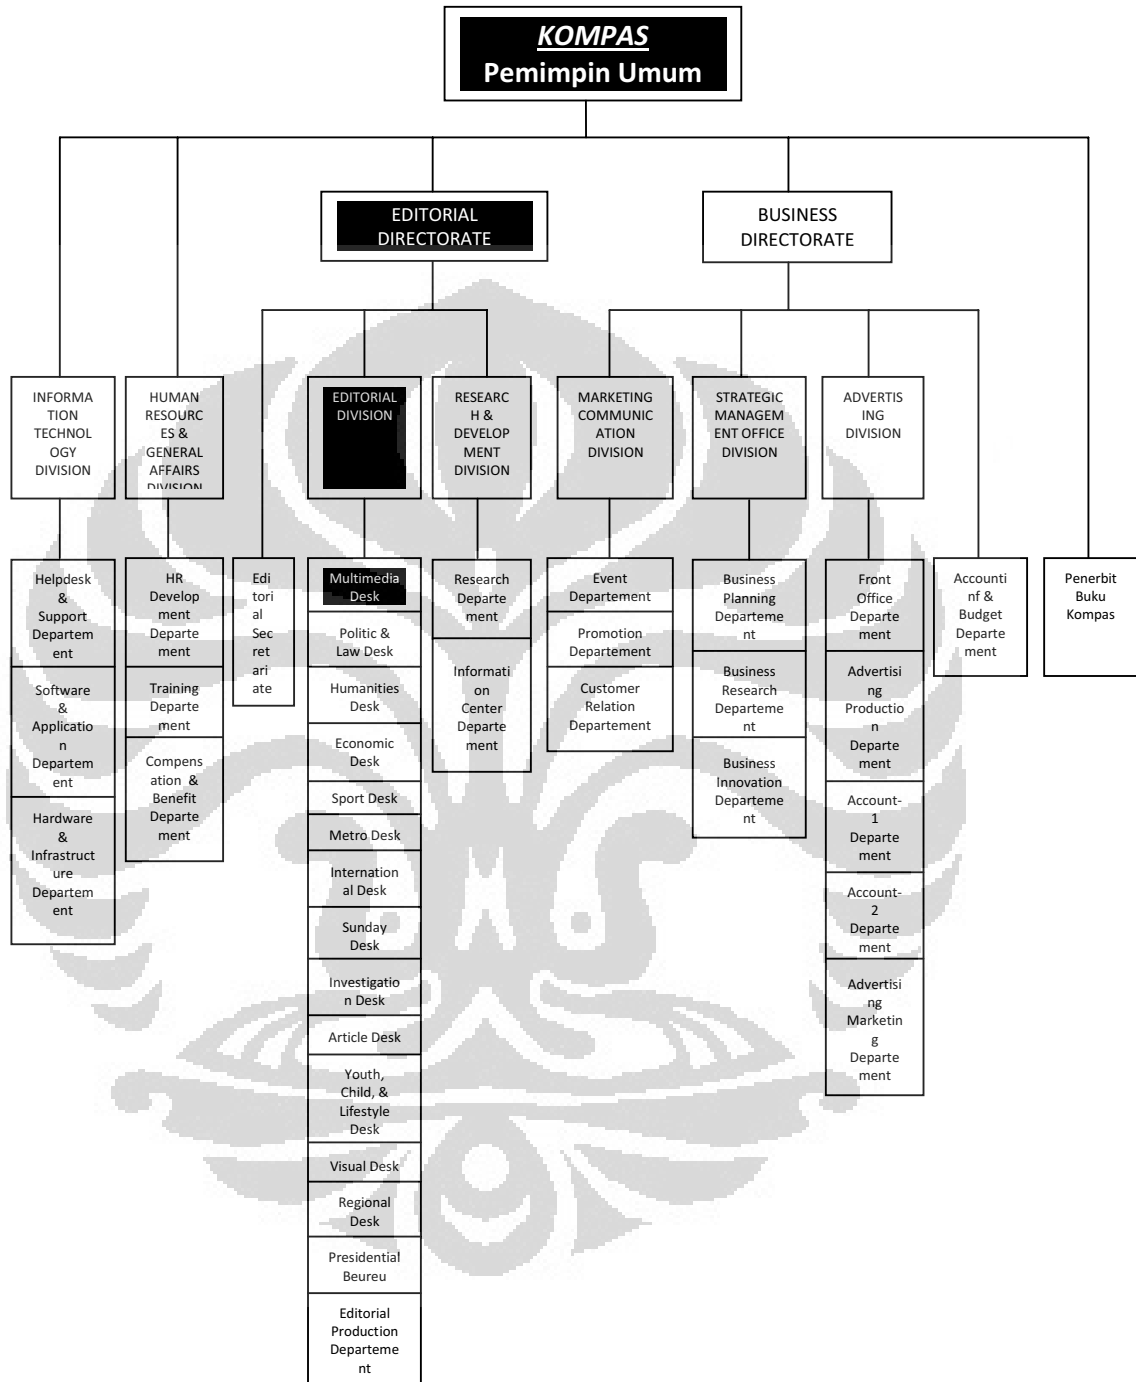 KOMPAS
Pemimpin Umum
EDITORIAL
DIRECTORATE
BUSINESS
DIRECTORATE
INFORMA
TION
TECHNOL
OGY
DIVISION
HUMAN
RESOURC
ES &
GENERAL
AFFAIRS
DIVISION
EDITORIAL
DIVISION
RESEARC
H &
DEVELOP
MENT
DIVISION
MARKETING
COMMUNIC
ATION
DIVISION
STRATEGIC
MANAGEM
ENT OFFICE
DIVISION
ADVERTIS
ING
DIVISION
Helpdesk
&
Support
Departem
ent
Software
&
Applicatio
n
Departem
ent
Hardware
&
Infrastruct
ure
Departem
ent
HR
Develop
ment
Departe
ment
Training
Departe
ment
Compens
ation &
Benefit
Departe
ment
Edi
tori
al
Sec
ret
ari
ate
Multimedia
Desk
Politic &
Law Desk
Humanities
Desk
Economic
Desk
Sport Desk
Metro Desk
Internation
al Desk
Sunday
Desk
Investigatio
n Desk
Article Desk
Youth,
Child, &
Lifestyle
Desk
Visual Desk
Regional
Desk
Presidential
Beureu
Editorial
Production
Departeme
nt
Research
Departe
ment
Informati
on
Center
Departe
ment
Event
Departement
Promotion
Departement
Customer
Relation
Departement
Business
Planning
Departeme
nt
Business
Research
Departeme
nt
Business
Innovation
Departeme
nt
Front
Office
Departe
ment
Advertisi
ng
Productio
n
Departe
ment
Account-
1
Departe
ment
Account-
2
Departe
ment
Advertisi
ng
Marketin
g
Departe
ment
Accounti
nf &
Budget
Departe
ment
Penerbit
Buku
Kompas